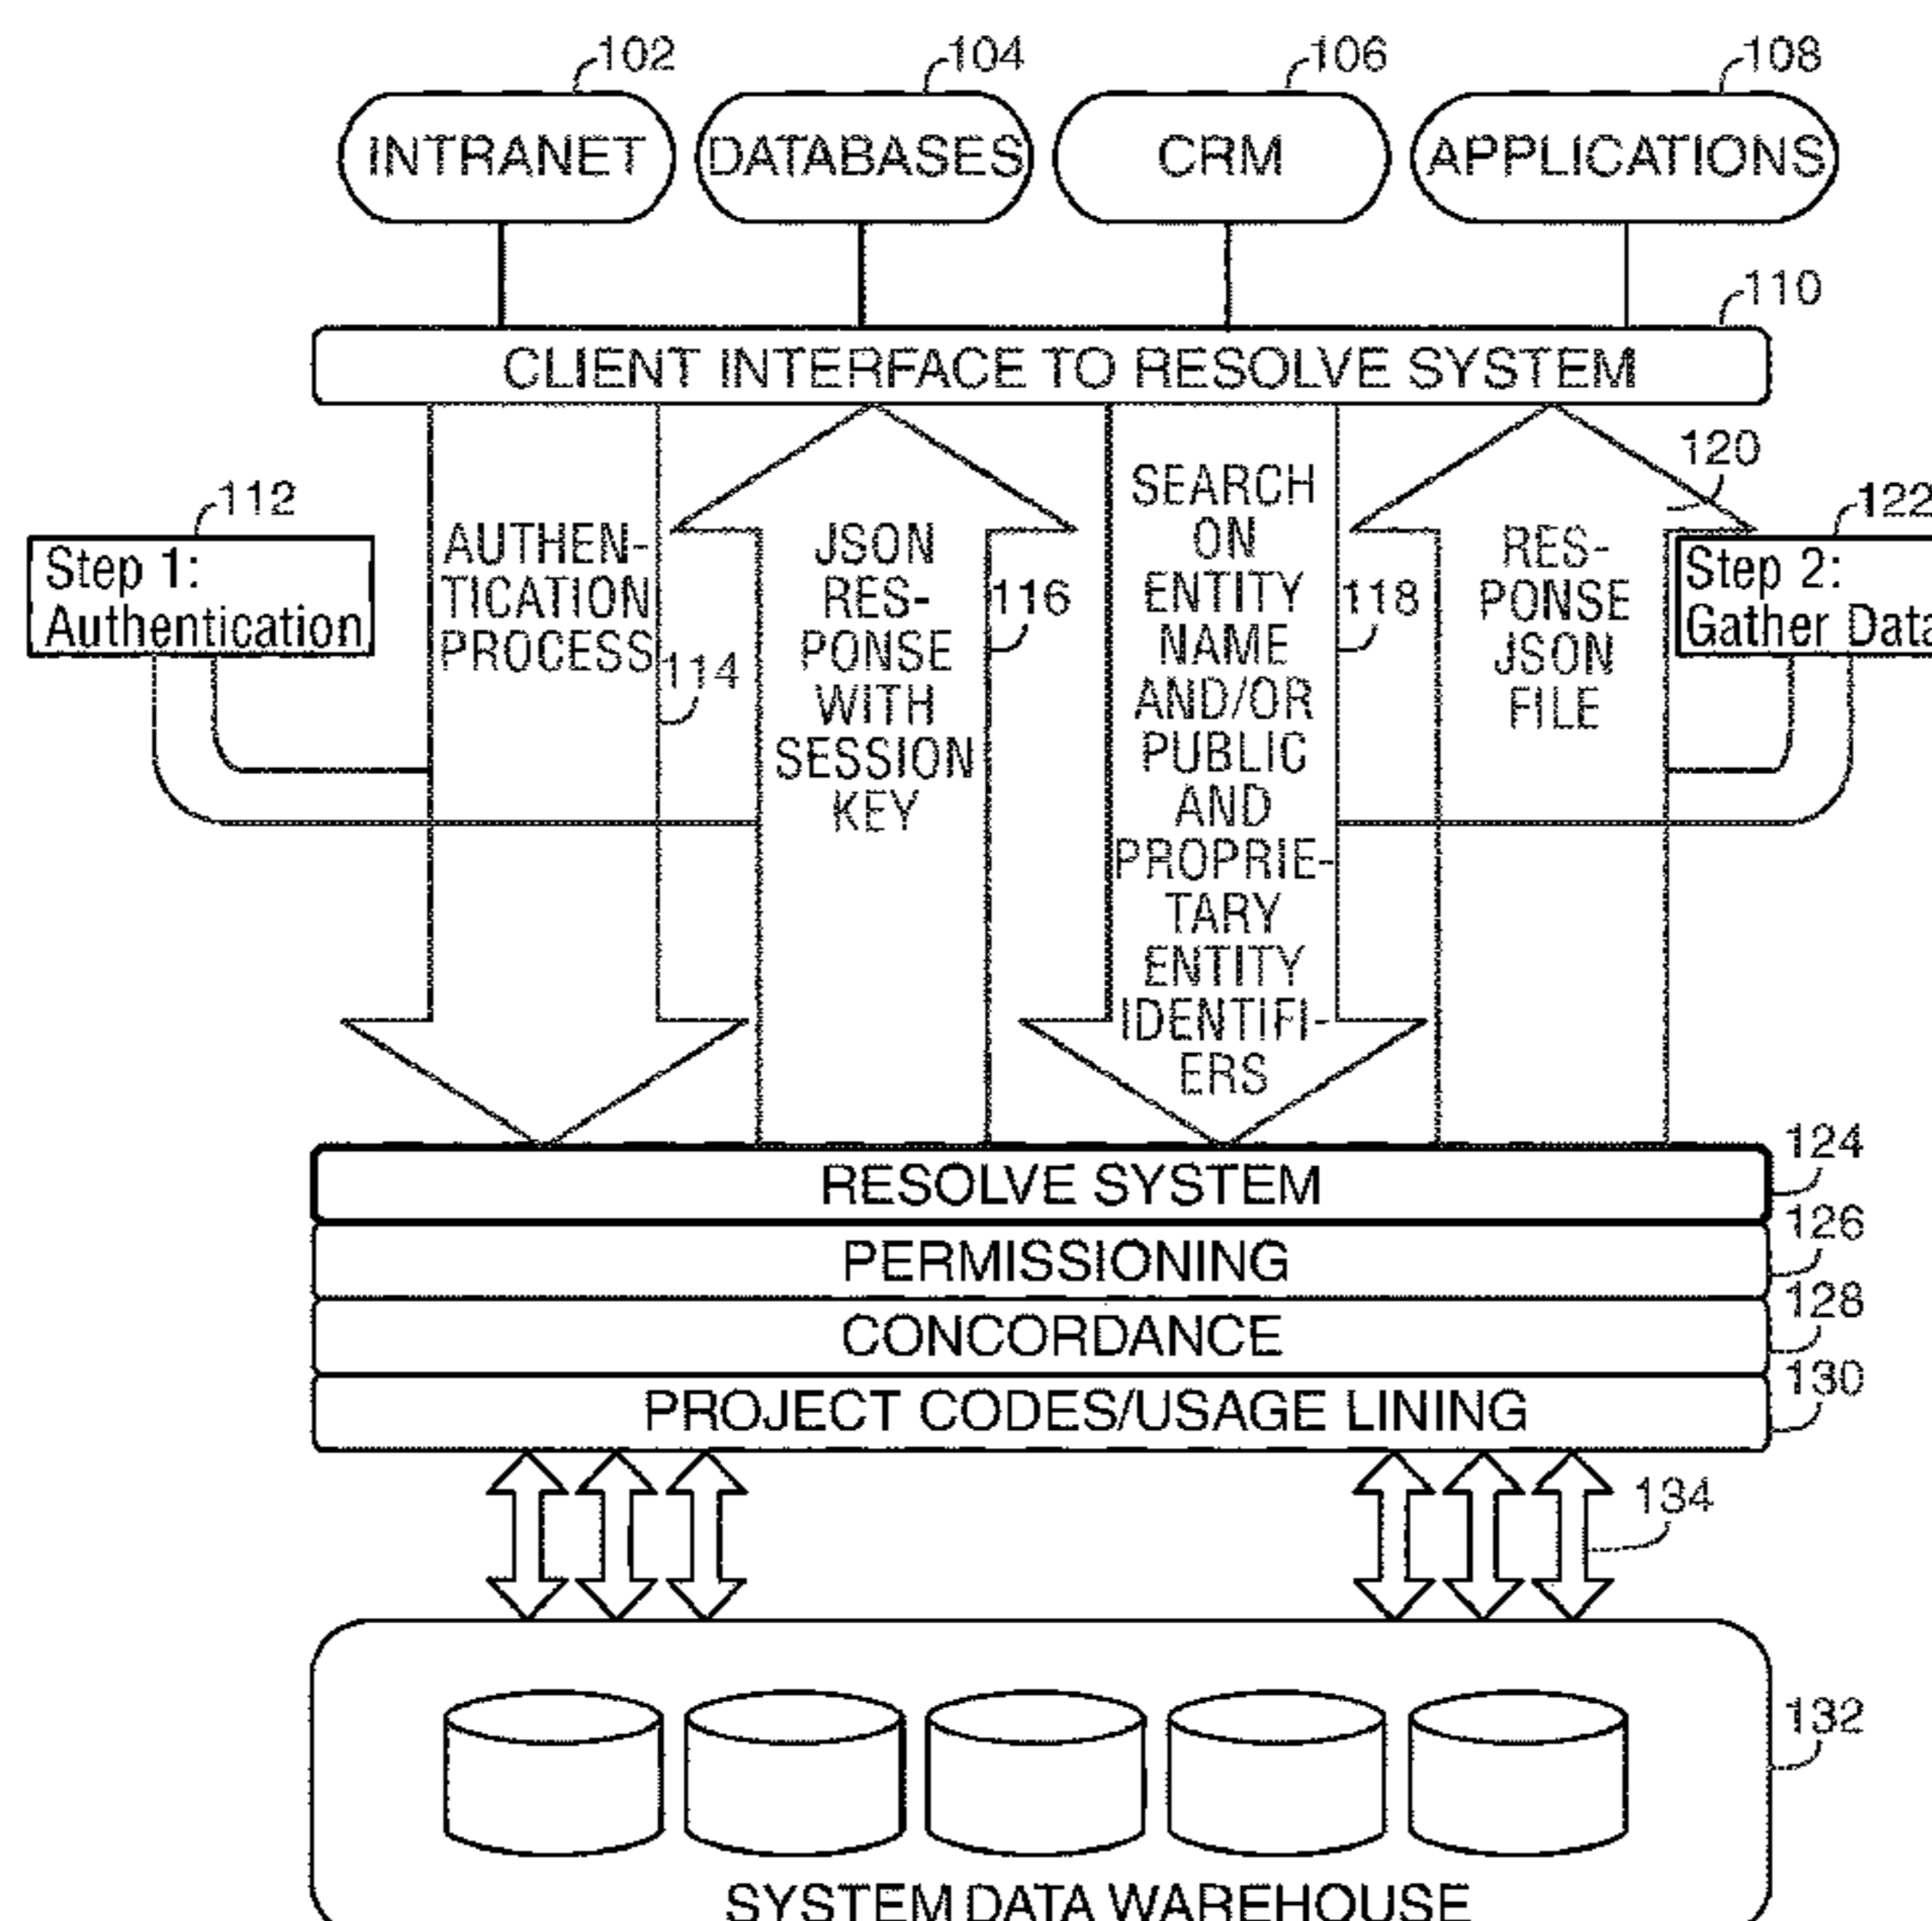 102
104
106
108
INTRANET
DATABASES
CRM
APPLICATIONS
110
CLIENT INTERFACE TO RESOLVE SYSTEM
112
Step 1:
Authentication
AUTHEN-
TICATION
PROCESS
114
JSON
RES-
PONSE
WITH
SESSION
KEY
116
SEARCH
ON
ENTITY
NAME
AND/OR
PUBLIC
AND
PROPRIE-
TARY
ENTITY
IDENTIFI-
ERS
118
RES-
PONSE
JSON
FILE
120
122
Step 2:
Gather Data
RESOLVE SYSTEM
124
PERMISSIONING
126
CONCORDANCE
128
PROJECT CODES/USAGE LINING
130
134
132
SYSTEM DATA WAREHOUSE